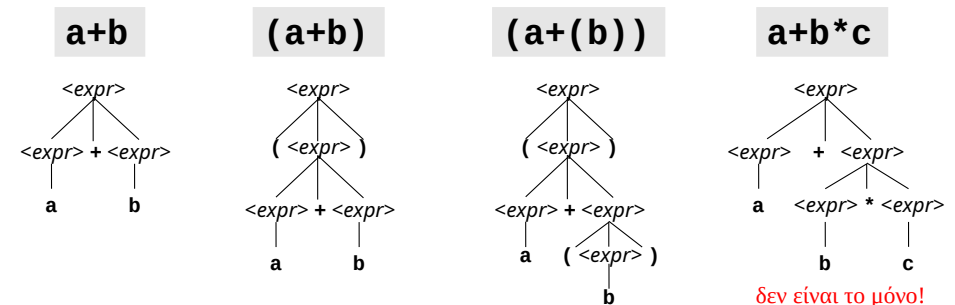 a+b
(a+b)
(a+(b))
a+b*c
<expr>
<expr> + <expr>
a b
<expr>
( <expr> )
<expr> + <expr>
a b
<expr>
( <expr> )
<expr> + <expr>
a ( <expr> )
b
<expr>
<expr> + <expr>
a <expr> * <expr>
b c
δεν είναι το μόνο!